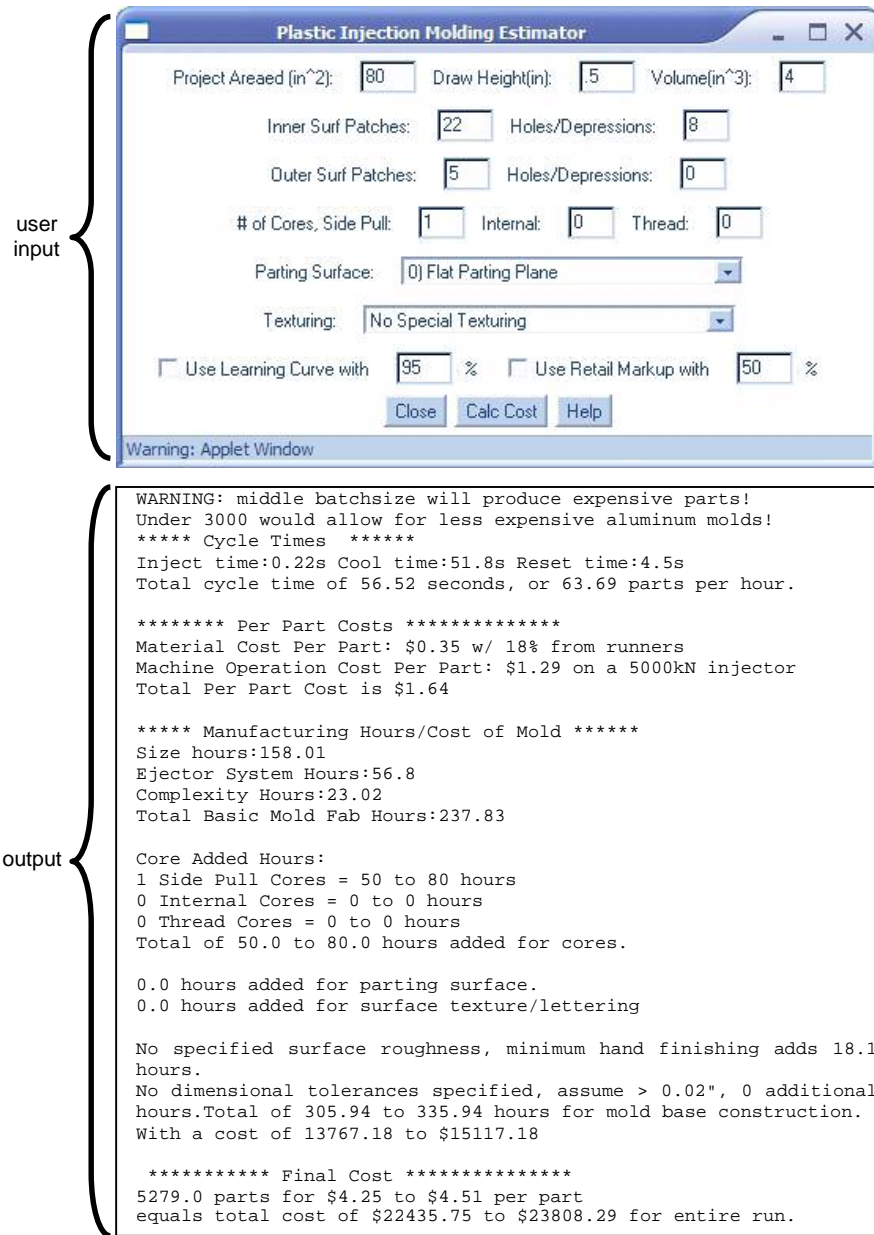 Plastic Injection Molding Estimator
Project Areaed (in^2): 80 Draw Height(in): .5 Volume(in^3): 4
Inner Surf Patches: 22 Holes/Depressions: 8
Outer Surf Patches: 5 Holes/Depressions: 0
user input
# of Cores, Side Pull: 1 Internal: 0 Thread: 0
Parting Surface: 0) Flat Parting Plane
Texturing: No Special Texturing
Use Learning Curve with 95 % Use Retail Markup with 50 %
Close Calc Cost Help
Warning: Applet Window
WARNING: middle batchsize will produce expensive parts!
Under 3000 would allow for less expensive aluminum molds!
***** Cycle Times ******
Inject time:0.22s Cool time:51.8s Reset time:4.5s
Total cycle time of 56.52 seconds, or 63.69 parts per hour.
******** Per Part Costs **************
Material Cost Per Part: $0.35 w/ 18% from runners
Machine Operation Cost Per Part: $1.29 on a 5000kN injector
Total Per Part Cost is $1.64
***** Manufacturing Hours/Cost of Mold ******
Size hours:158.01
Ejector System Hours:56.8
Complexity Hours:23.02
Total Basic Mold Fab Hours:237.83
output
Core Added Hours:
1 Side Pull Cores = 50 to 80 hours
0 Internal Cores = 0 to 0 hours
0 Thread Cores = 0 to 0 hours
Total of 50.0 to 80.0 hours added for cores.
0.0 hours added for parting surface.
0.0 hours added for surface texture/lettering
No specified surface roughness, minimum hand finishing adds 18.1
hours.
No dimensional tolerances specified, assume > 0.02", 0 additional
hours.Total of 305.94 to 335.94 hours for mold base construction.
With a cost of 13767.18 to $15117.18
*********** Final Cost ***************
5279.0 parts for $4.25 to $4.51 per part
equals total cost of $22435.75 to $23808.29 for entire run.